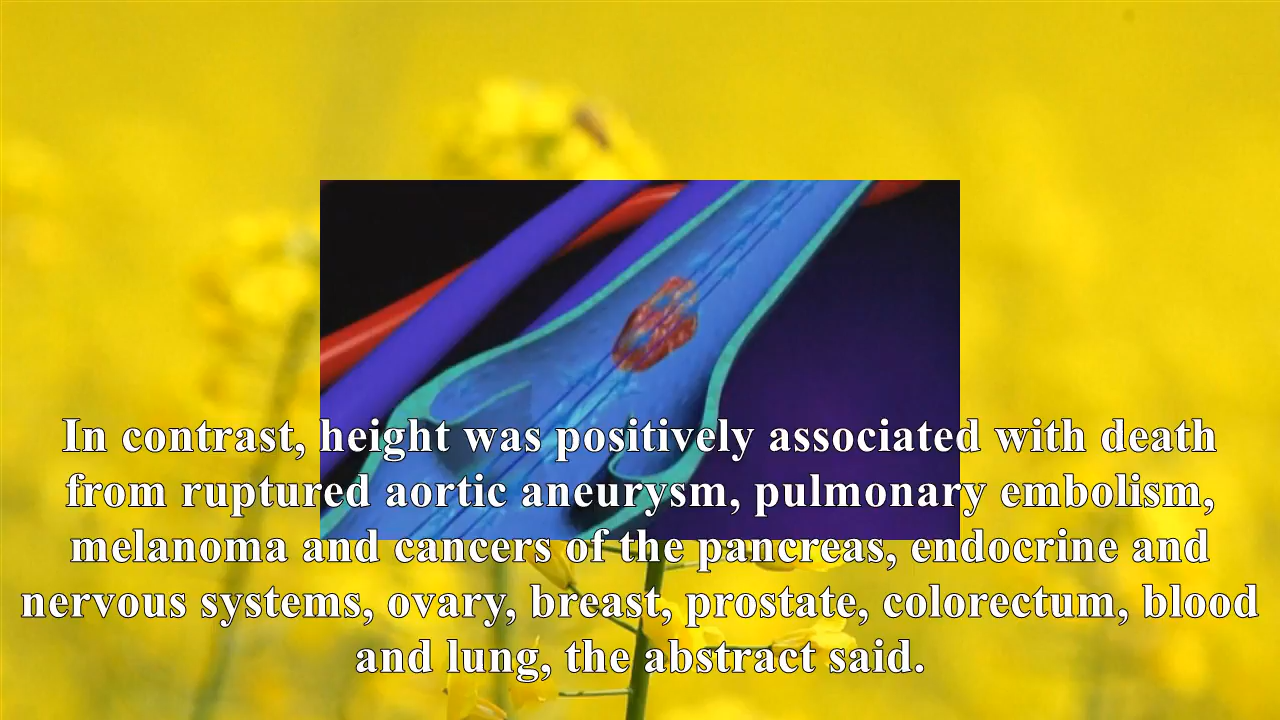 In contrast, height was positively associated with death
from ruptured aortic aneurysm, pulmonary embolism,
melanoma and cancers of the pancreas, endocrine and
nervous systems, ovary, breast, prostate, colorectum, blood
and lung, the abstract said.